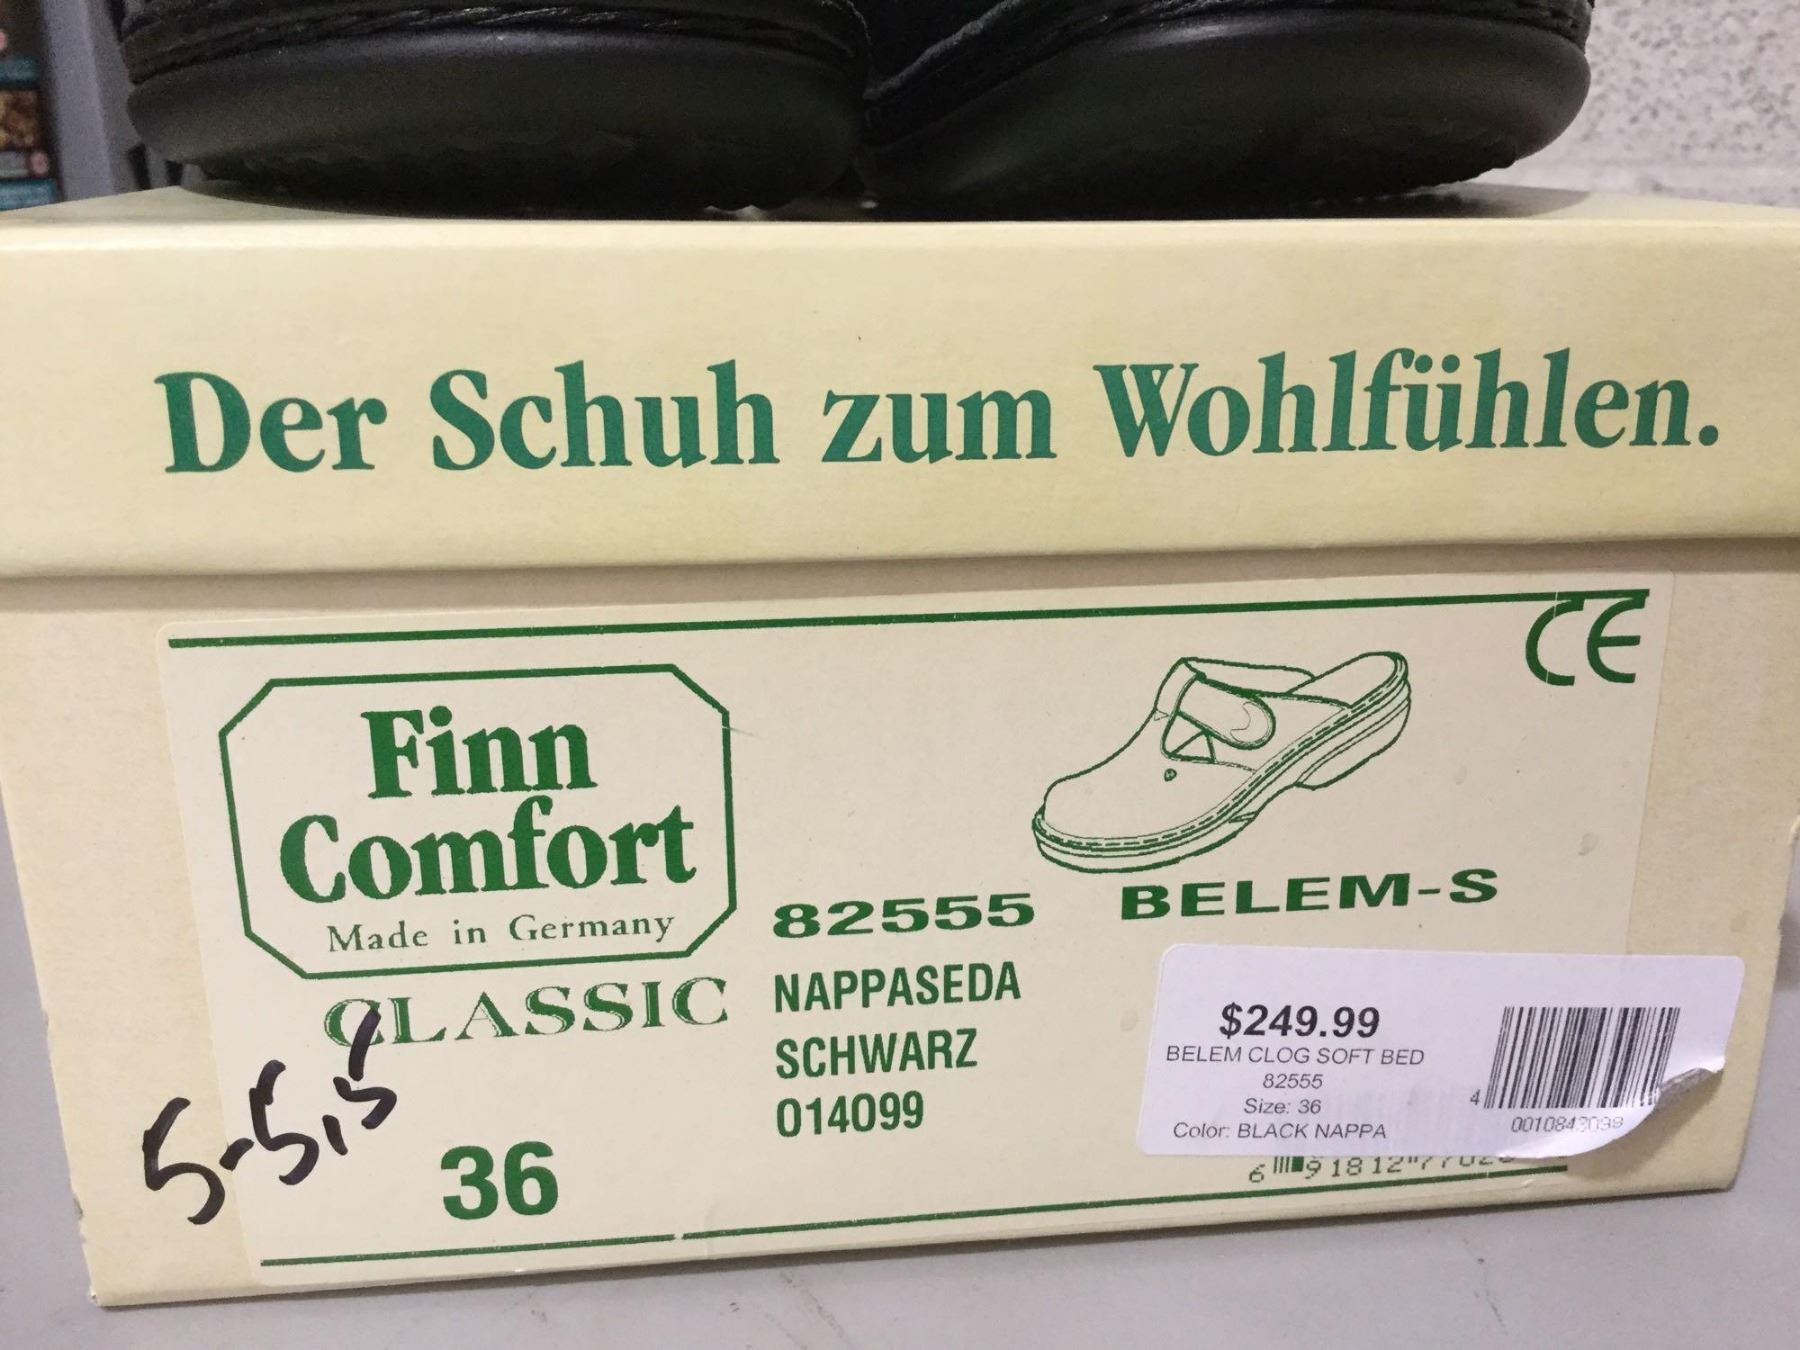 Der Schuh zum Wohlfühlen.
CE
Finn
Comfort
Made in Germany
CLASSIC
82555 BELEM-S
NAPPASEDA
SCHWARZ
014099
36
5-5,5
$249.99
BELEM CLOG SOFT BED
82555
Size: 36
Color: BLACK NAPPA
4